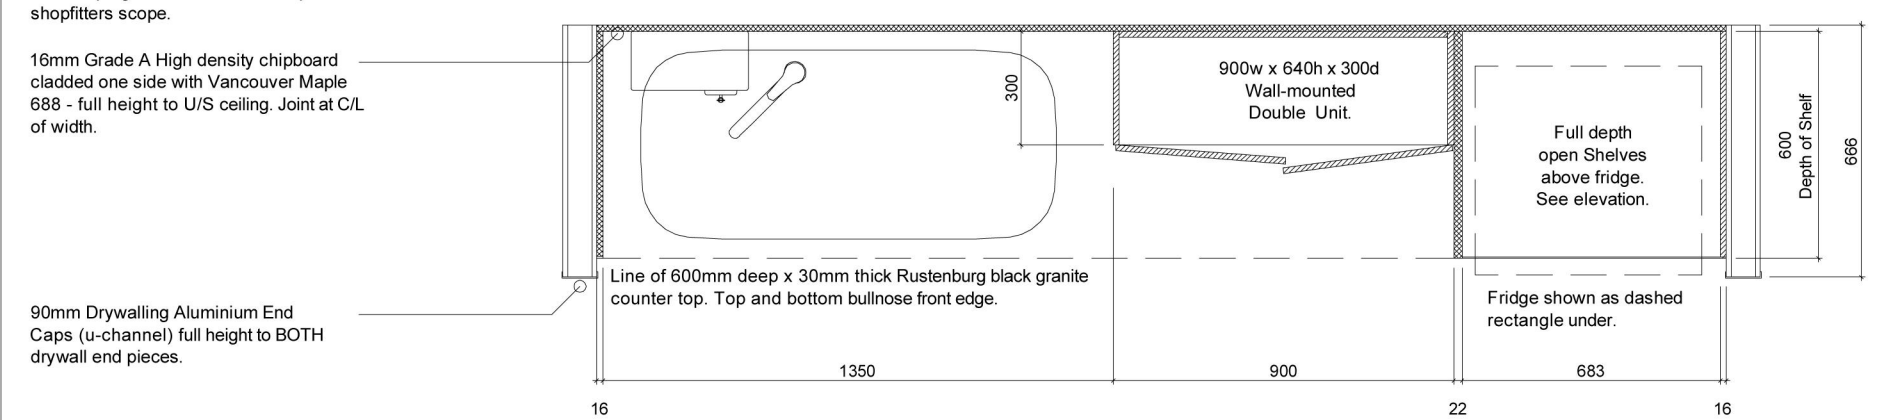 shopfitters scope.
16mm Grade A High density chipboard
cladded one side with Vancouver Maple
688 - full height to U/S ceiling. Joint at C/L
of width.
90mm Drywalling Aluminium End
Caps (u-channel) full height to BOTH
drywall end pieces.
300
900w x 640h x 300d
Wall-mounted
Double Unit.
Full depth
open Shelves
above fridge.
See elevation.
600
Depth of Shelf
666
Line of 600mm deep x 30mm thick Rustenburg black granite
counter top. Top and bottom bullnose front edge.
Fridge shown as dashed
rectangle under.
1350
900
683
16
22
16